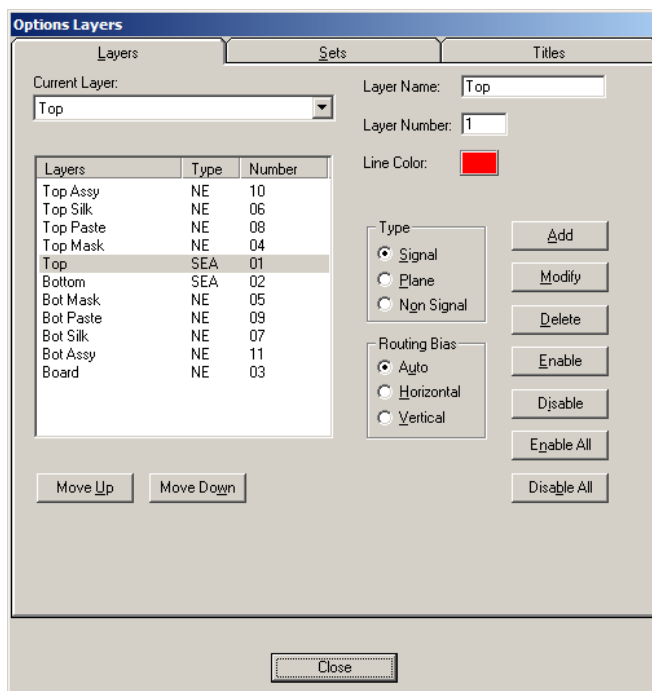 Options Layers
Layers Sets Titles
Current Layer:
Top
Layer Name: Top
Layer Number: 1
Line Color:
Layers Type Number
Top Assy NE 10
Top Silk NE 06
Top Paste NE 08
Top Mask NE 04
Top SEA 01
Bottom SEA 02
Bot Mask NE 05
Bot Paste NE 09
Bot Silk NE 07
Bot Assy NE 11
Board NE 03
Type
Signal
Plane
Non Signal
Routing Bias
Auto
Horizontal
Vertical
Add
Modify
Delete
Enable
Disable
Enable All
Disable All
Move Up Move Down
Close